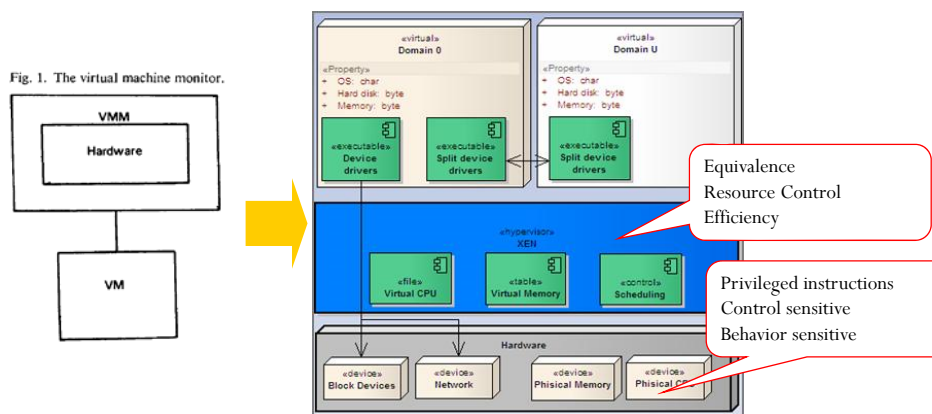 Fig. 1. The virtual machine monitor.
VMM
Hardware
VM
«virtual»
Domain 0
«Property»
+ OS: char
+ Hard disk: byte
+ Memory: byte
«executable»
Device
drivers
«executable»
Split device
drivers
«virtual»
Domain U
«Property»
+ OS: char
+ Hard disk: byte
+ Memory: byte
«executable»
Split device
drivers
Equivalence
Resource Control
Efficiency
«hypervisor»
XEN
«file»
Virtual CPU
«table»
Virtual Memory
«control»
Scheduling
Privileged instructions
Control sensitive
Behavior sensitive
Hardware
«device»
Block Devices
«device»
Network
«device»
Phisical Memory
«device»
Phisical